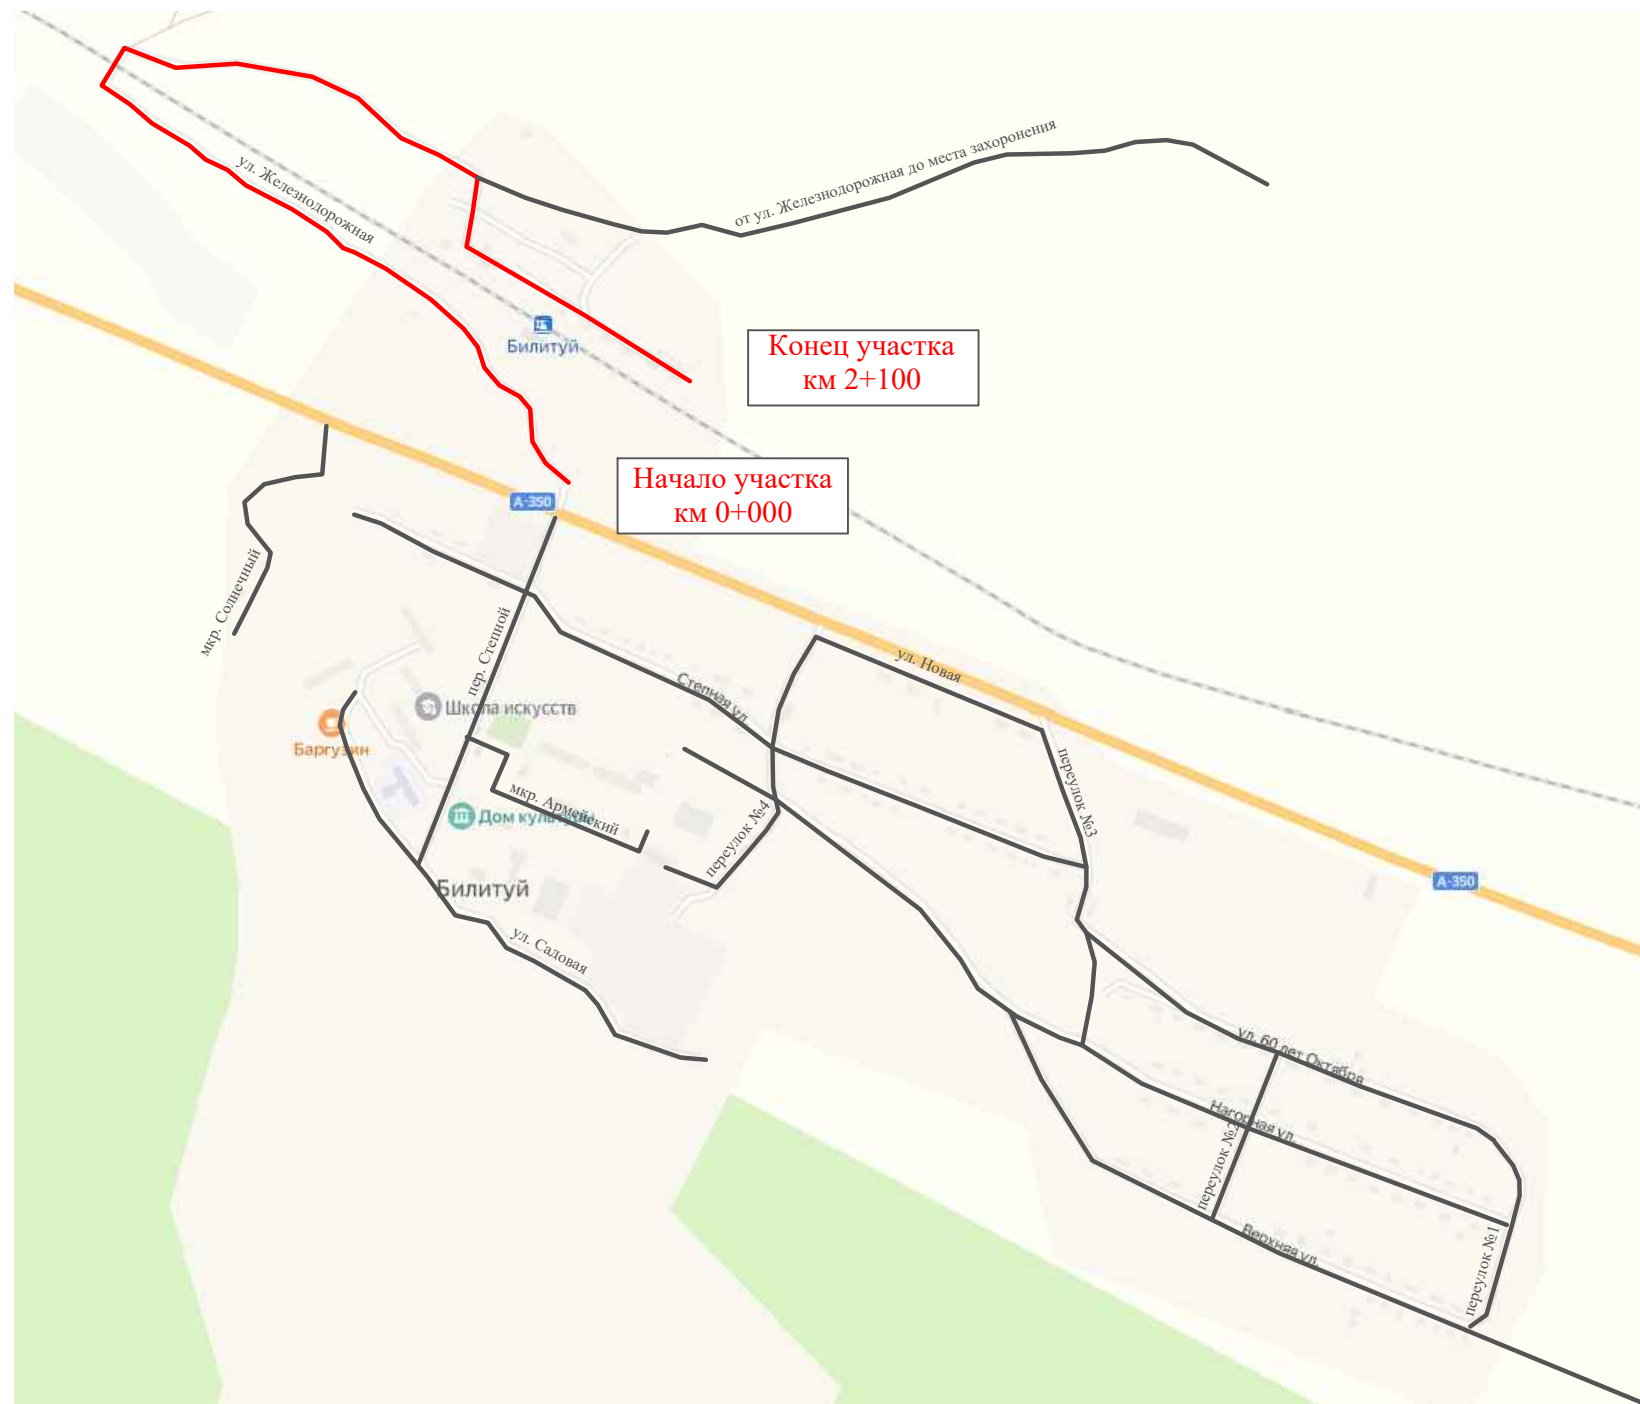 от ул. Железнодорожная до места захоронения
ул. Железнодорожная
Билитуй
Конец участка
км 2+100
Начало участка
км 0+000
А-350
мкр. Солнечный
пер. Степной
ул. Новая
Степная ул.
Школа искусств
Баргузин
переулок №3
мкр. Армейский
Дом культуры
переулок №4
А-350
Билитуй
ул. Садовая
ул. 60 лет Октября
Нагорная ул.
переулок №2
Верхняя ул.
переулок №1